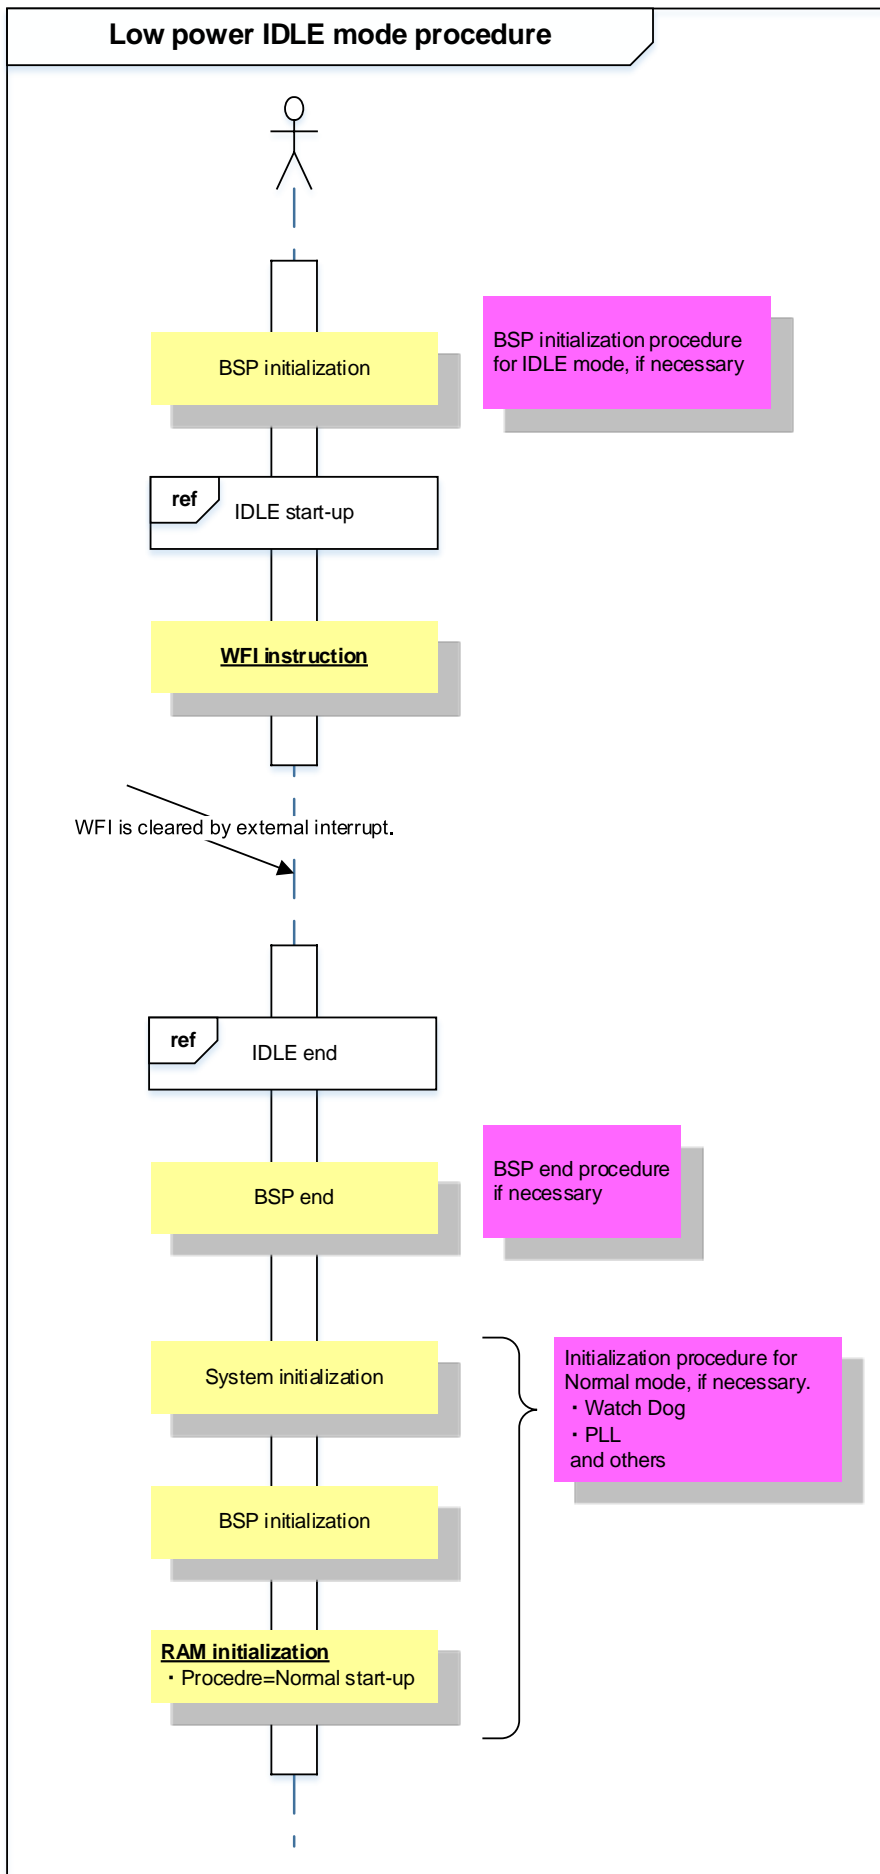 Low power IDLE mode procedure
BSP initialization
BSP initialization procedure
for IDLE mode, if necessary
ref
IDLE start-up
WFI instruction
WFI is cleared by external interrupt.
ref
IDLE end
BSP end
BSP end procedure
if necessary
System initialization
Initialization procedure for
Normal mode, if necessary.
・Watch Dog
・PLL
and others
BSP initialization
RAM initialization
・Procedre=Normal start-up